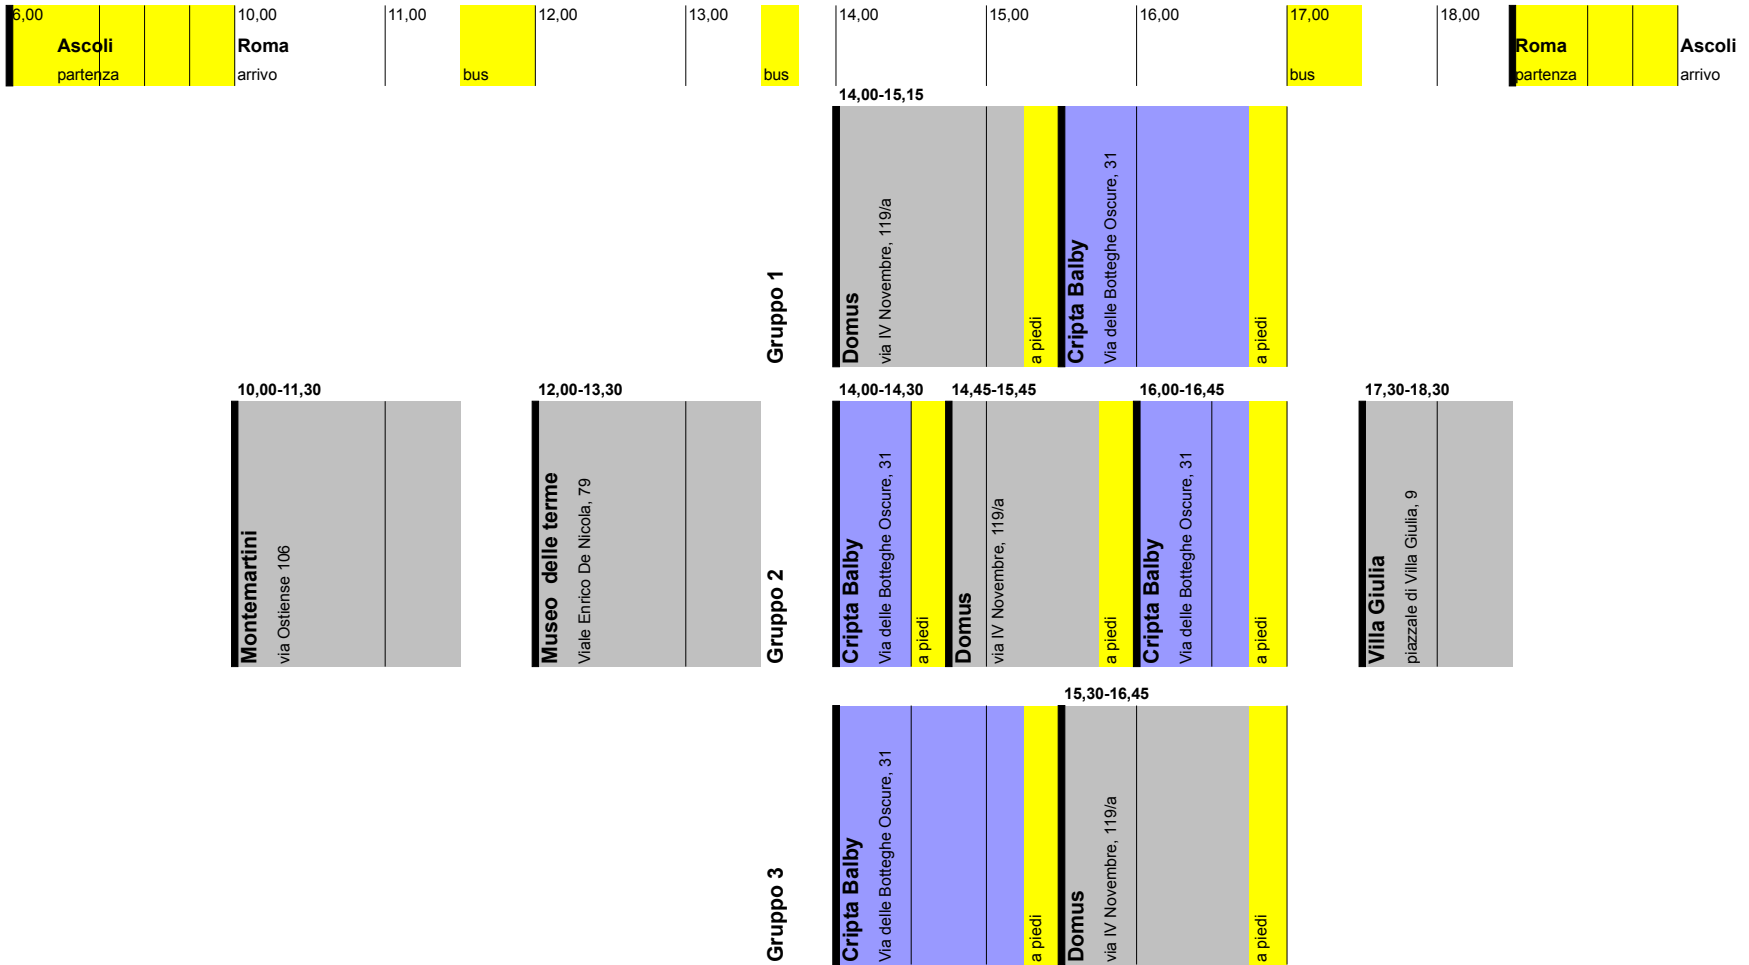 6,00
10,00
11,00
12,00
13,00
14,00
15,00
16,00
17,00
18,00
Ascoli
Roma
Roma
Ascoli
partenza
arrivo
bus
bus
bus
partenza
arrivo
14,00-15,15
Gruppo 1
Domus
via IV Novembre, 119/a
a piedi
Cripta Balby
Via delle Botteghe Oscure, 31
a piedi
10,00-11,30
12,00-13,30
14,00-14,30
14,45-15,45
16,00-16,45
17,30-18,30
Montemartini
via Ostiense 106
Museo delle terme
Viale Enrico De Nicola, 79
Gruppo 2
Cripta Balby
Via delle Botteghe Oscure, 31
a piedi
Domus
via IV Novembre, 119/a
a piedi
Cripta Balby
Via delle Botteghe Oscure, 31
a piedi
Villa Giulia
piazzale di Villa Giulia, 9
15,30-16,45
Gruppo 3
Cripta Balby
Via delle Botteghe Oscure, 31
a piedi
Domus
via IV Novembre, 119/a
a piedi